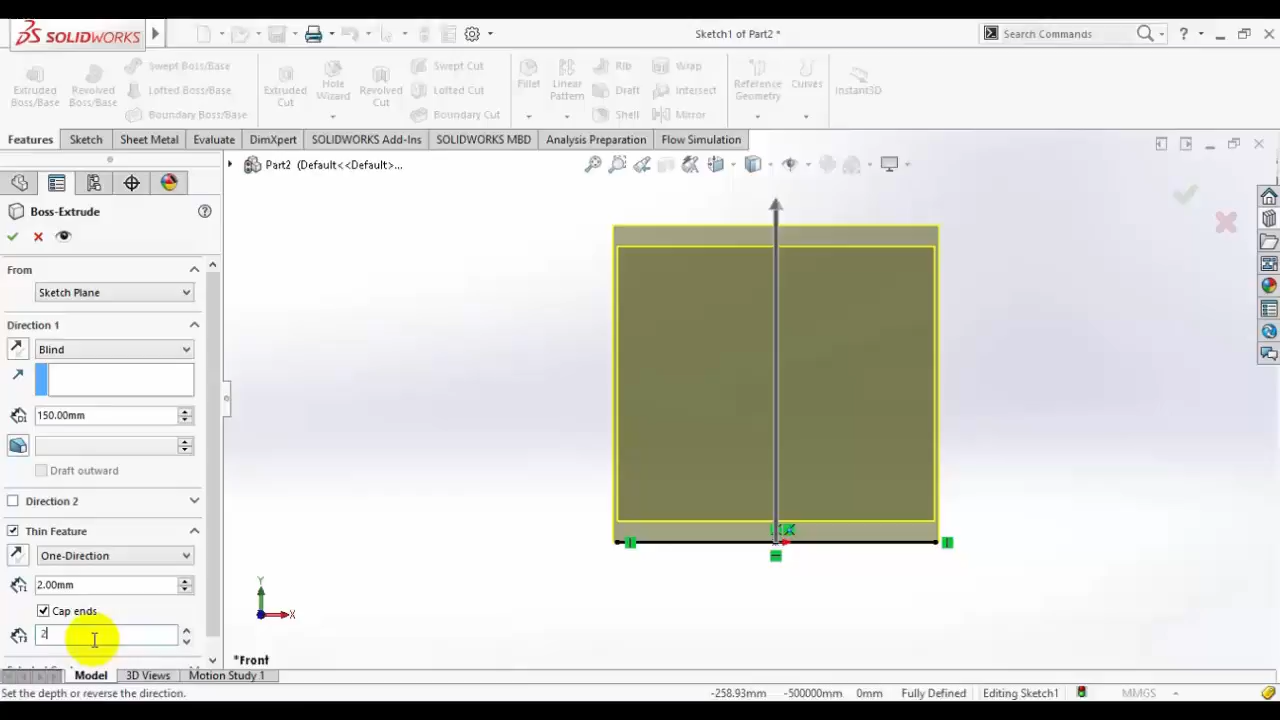 SOLIDWORKS
Sketch1 of Part2 *
Search Commands
Extruded Boss/Base
Revolved Boss/Base
Swept Boss/Base
Lofted Boss/Base
Boundary Boss/Base
Extruded Cut
Hole Wizard
Revolved Cut
Swept Cut
Lofted Cut
Boundary Cut
Fillet
Linear Pattern
Rib
Draft
Shell
Wrap
Intersect
Mirror
Reference Geometry
Curves
Instant3D
Features Sketch Sheet Metal Evaluate DimXpert SOLIDWORKS Add-Ins SOLIDWORKS MBD Analysis Preparation Flow Simulation
Part2 (Default<<Default>...
Boss-Extrude
From
Sketch Plane
Direction 1
Blind
D1
150.00mm
Draft outward
Direction 2
Thin Feature
One-Direction
T1
2.00mm
Cap ends
2
Y
X
*Front
Model 3D Views Motion Study 1
Set the depth or reverse the direction.
-258.93mm -500000mm 0mm Fully Defined Editing Sketch1 MMGS